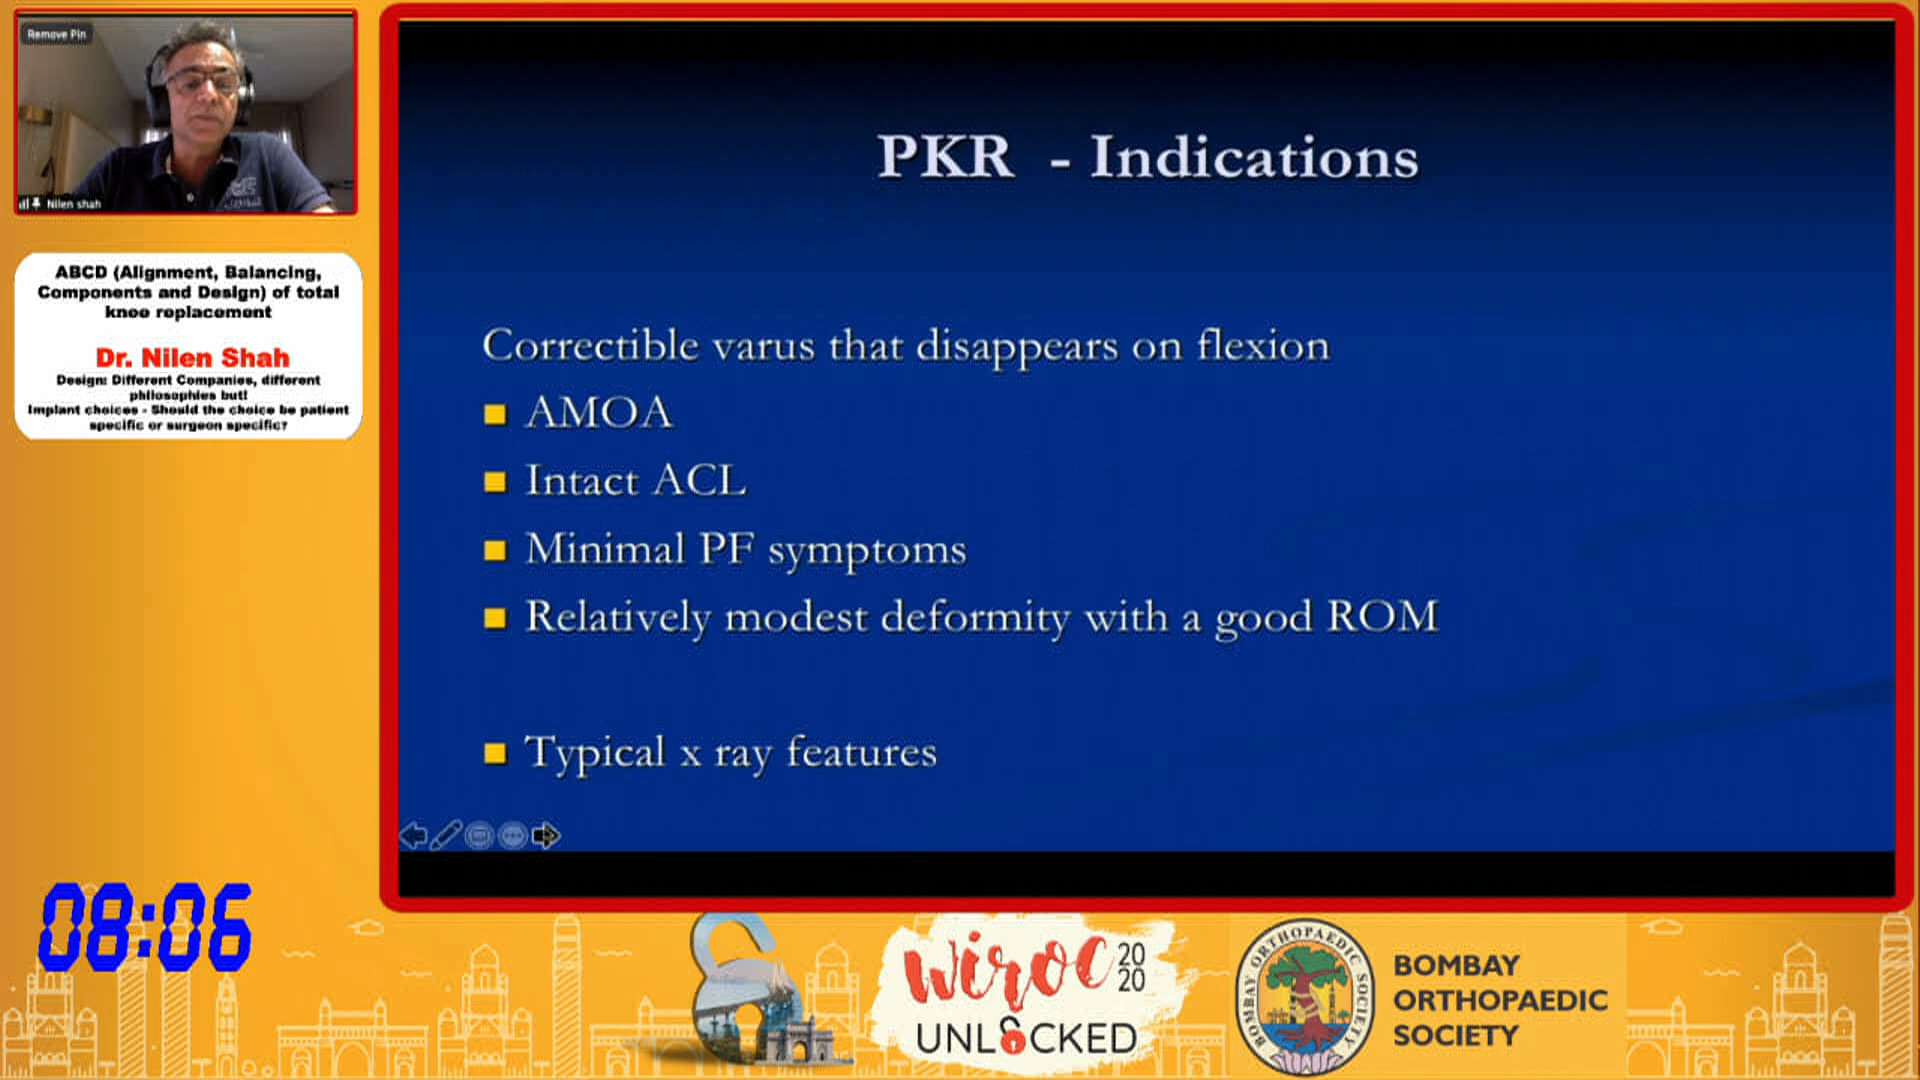 Remove Pin
Nilen shah
ABCD (Alignment, Balancing,
Components and Design) of total
knee replacement
Dr. Nilen Shah
Design: Different Companies, different
philosophies but!
Implant choices - Should the choice be patient
specific or surgeon specific?
PKR - Indications
Correctible varus that disappears on flexion
AMOA
Intact ACL
Minimal PF symptoms
Relatively modest deformity with a good ROM
Typical x ray features
08:06
wiroc 20
20
UNLOCKED
BOMBAY ORTHOPAEDIC SOCIETY
BOMBAY
ORTHOPAEDIC
SOCIETY